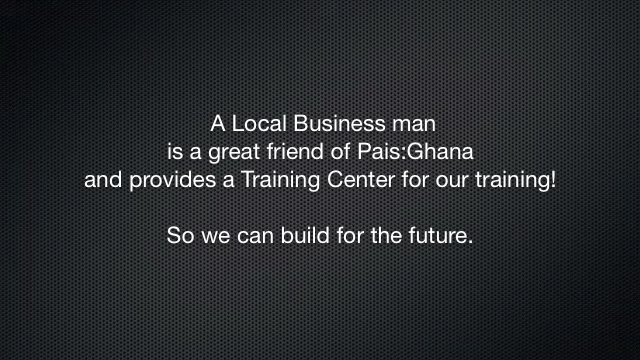 A Local Business man
is a great friend of Pais:Ghana
and provides a Training Center for our training!
So we can build for the future.